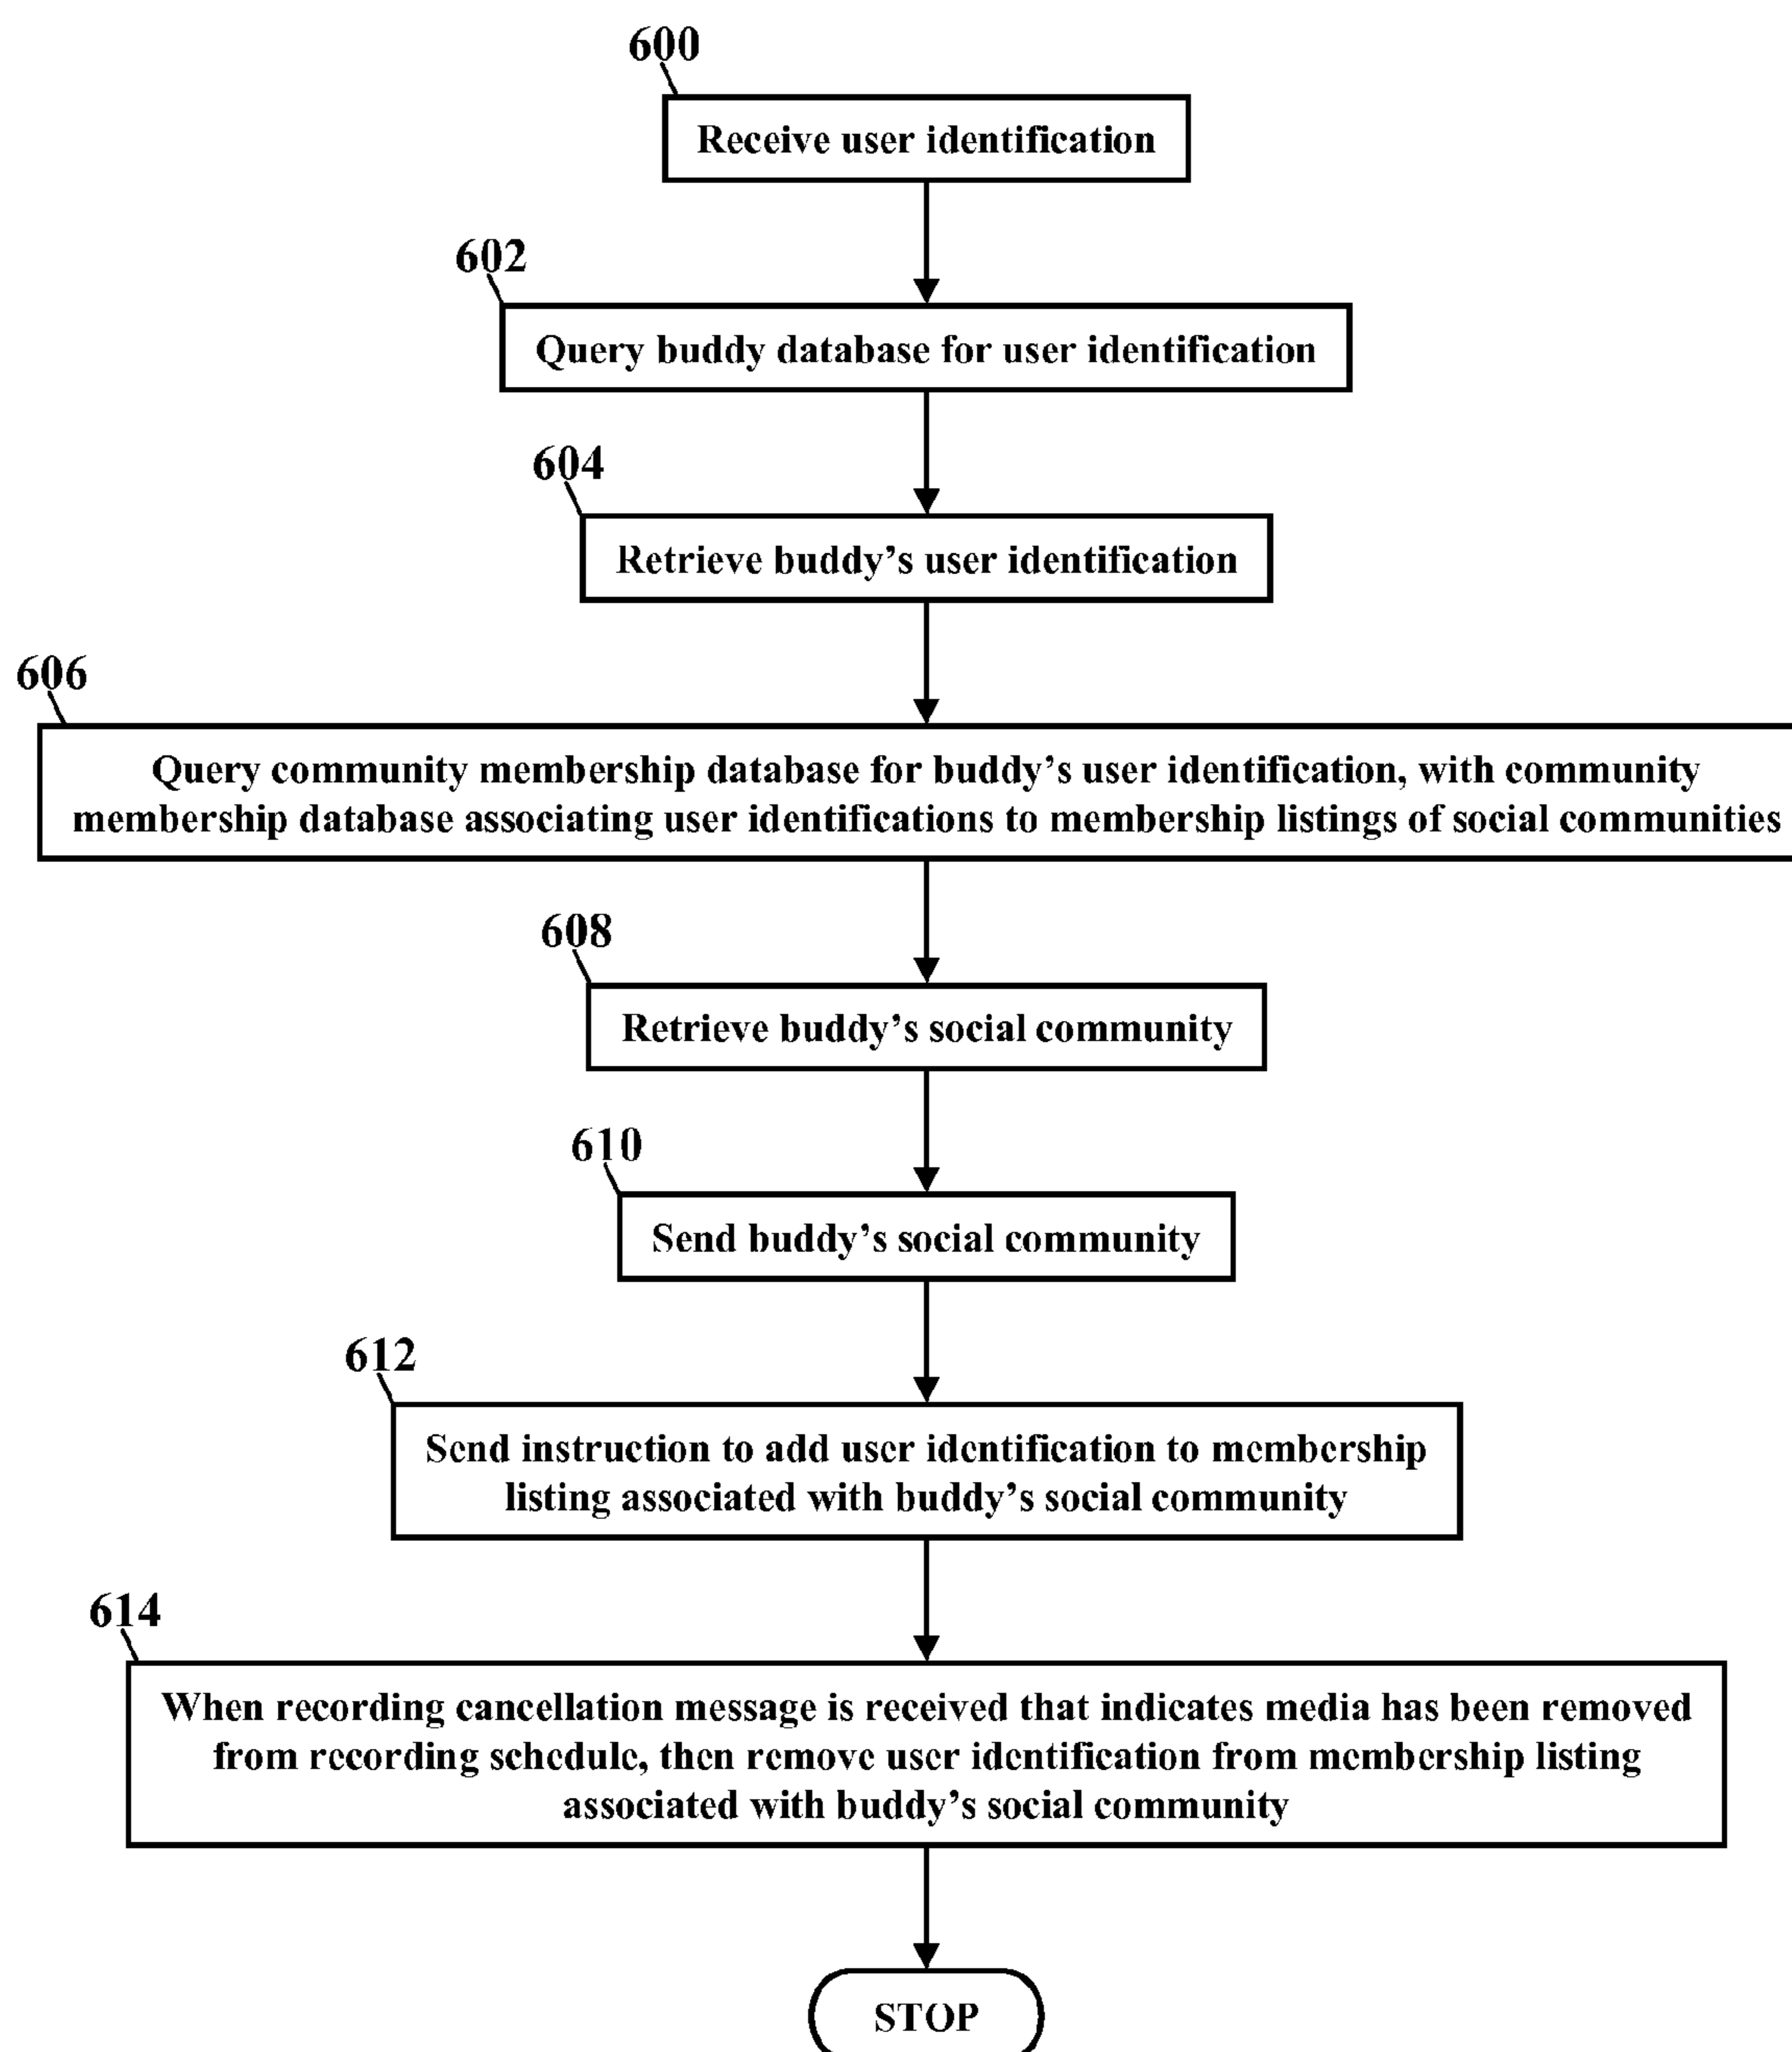 600
Receive user identification
602
Query buddy database for user identification
604
Retrieve buddy’s user identification
606
Query community membership database for buddy’s user identification, with community
membership database associating user identifications to membership listings of social communities
608
Retrieve buddy’s social community
610
Send buddy’s social community
612
Send instruction to add user identification to membership
listing associated with buddy’s social community
614
When recording cancellation message is received that indicates media has been removed
from recording schedule, then remove user identification from membership listing
associated with buddy’s social community
STOP